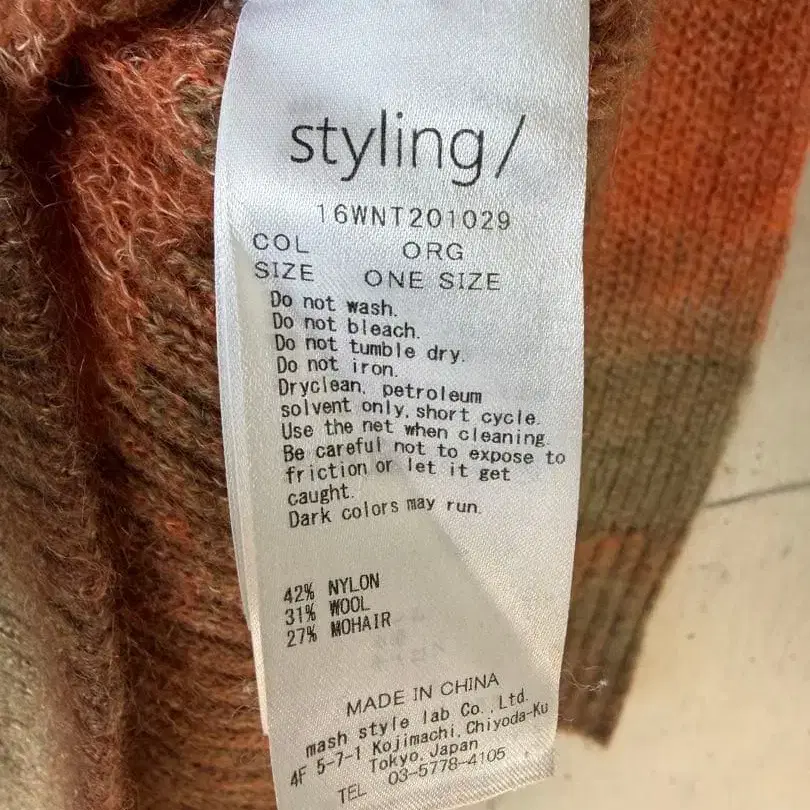 styling/
16WNT201029
COL ORG
SIZE ONE SIZE
Do not wash.
Do not bleach.
Do not tumble dry.
Do not iron.
Dryclean, petroleum
solvent only, short cycle.
Use the net when cleaning.
Be careful not to expose to
friction or let it get
caught.
Dark colors may run.
42% NYLON
31% WOOL
27% MOHAIR
MADE IN CHINA
mash style lab Co.,Ltd.
4F 5-7-1 Kojimachi, Chiyoda-Ku
Tokyo, Japan
TEL 03-5778-4105